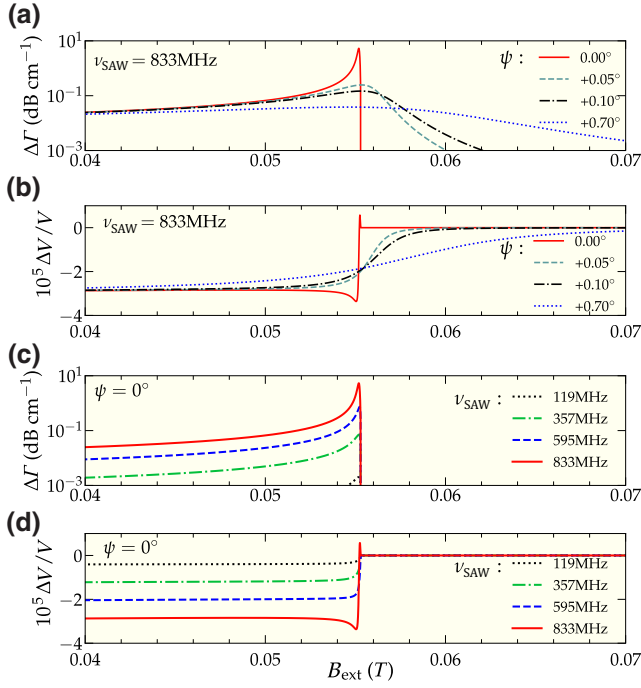 (a)
10¹
10⁻¹
10⁻³
ΔΓ (dB cm⁻¹)
ν_SAW = 833MHz
ψ :
0.00°
+0.05°
+0.10°
+0.70°
0.04 0.05 0.06 0.07
(b)
0
−2
−4
10⁵ ΔV/V
ν_SAW = 833MHz
ψ :
0.00°
+0.05°
+0.10°
+0.70°
0.04 0.05 0.06 0.07
(c)
10¹
10⁻¹
10⁻³
ΔΓ (dB cm⁻¹)
ψ = 0°
ν_SAW :
119MHz
357MHz
595MHz
833MHz
0.04 0.05 0.06 0.07
(d)
0
−2
−4
10⁵ ΔV/V
ψ = 0°
ν_SAW :
119MHz
357MHz
595MHz
833MHz
0.04 0.05 0.06 0.07
B_ext (T)